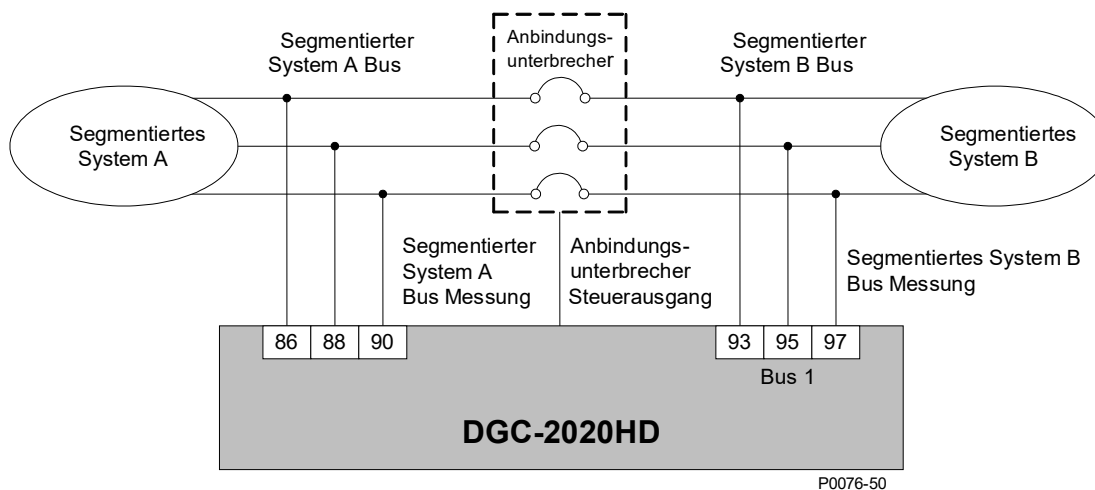 Segmentierter
System A Bus
Anbindungs-
unterbrecher
Segmentierter
System B Bus
Segmentiertes
System A
Segmentiertes
System B
Segmentierter
System A
Bus Messung
Anbindungs-
unterbrecher
Steuerausgang
Segmentiertes System B
Bus Messung
86 88 90
93 95 97
Bus 1
DGC-2020HD
P0076-50